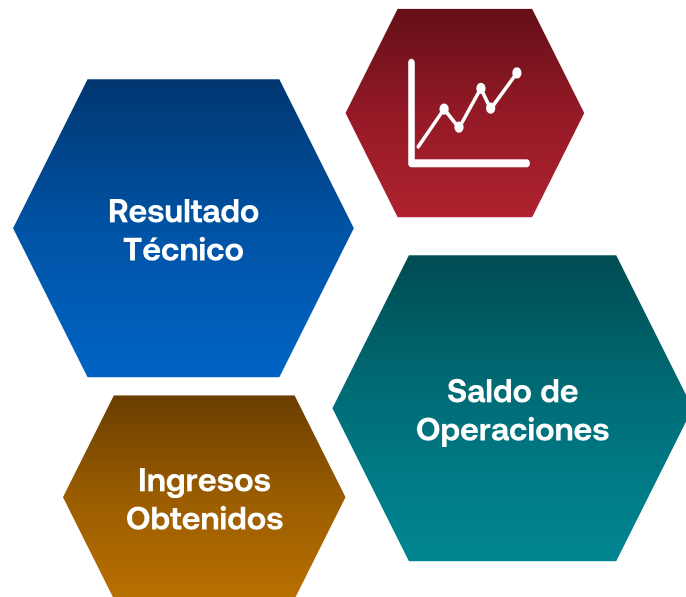 Resultado
Técnico
Saldo de
Operaciones
Ingresos
Obtenidos